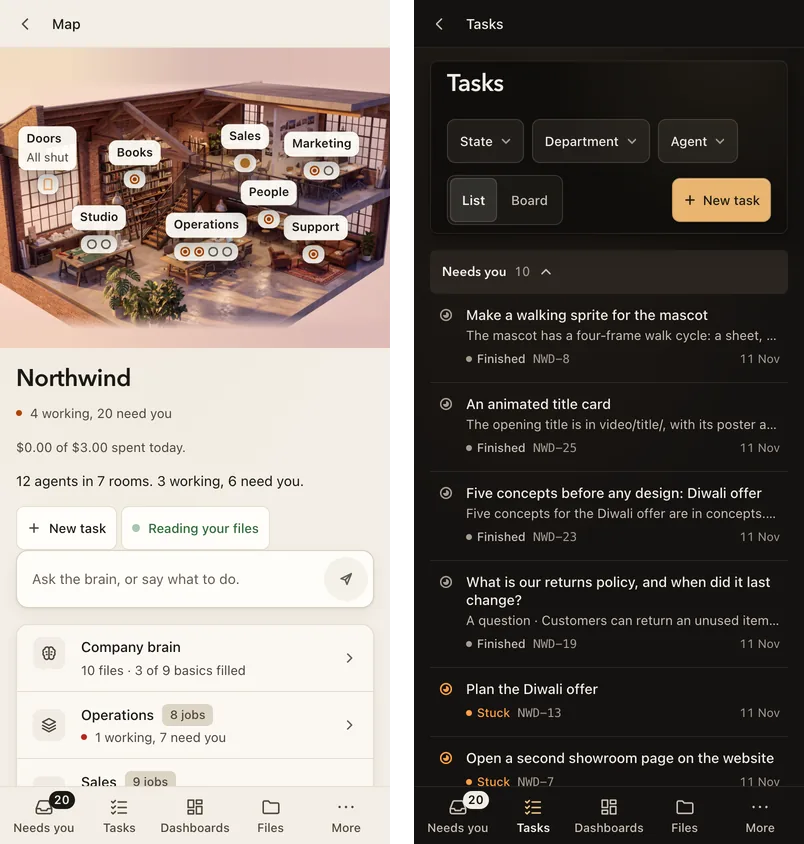 Map
Doors
All shut
Books
Sales
Marketing
People
Studio
Operations
Support
Northwind
4 working, 20 need you
$0.00 of $3.00 spent today.
12 agents in 7 rooms. 3 working, 6 need you.
+ New task
Reading your files
Ask the brain, or say what to do.
Company brain
10 files · 3 of 9 basics filled
Operations 8 jobs
1 working, 7 need you
Sales 9 jobs
20
Needs you Tasks Dashboards Files More
Tasks
Tasks
State Department Agent
List Board + New task
Needs you 10
Make a walking sprite for the mascot
The mascot has a four-frame walk cycle: a sheet, ...
Finished NWD-8 11 Nov
An animated title card
The opening title is in video/title/, with its poster a...
Finished NWD-25 11 Nov
Five concepts before any design: Diwali offer
Five concepts for the Diwali offer are in concepts....
Finished NWD-23 11 Nov
What is our returns policy, and when did it last
change?
A question · Customers can return an unused item...
Finished NWD-19 11 Nov
Plan the Diwali offer
Stuck NWD-13 11 Nov
Open a second showroom page on the website
Stuck NWD-7 11 Nov
20
Needs you Tasks Dashboards Files More